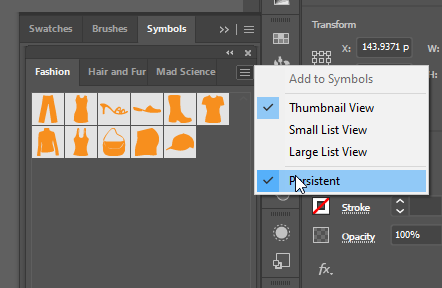 Swatches Brushes Symbols
Transform
X: 143.9371 p W:
Fashion Hair and Fur Mad Science
H:
Add to Symbols
Thumbnail View
Small List View
Large List View
Persistent
Stroke
Opacity 100%
fx.